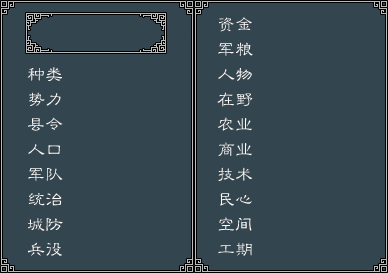 种类
势力
县令
人口
军队
统治
城防
兵役
资金
军粮
人物
在野
农业
商业
技术
民心
空间
工期